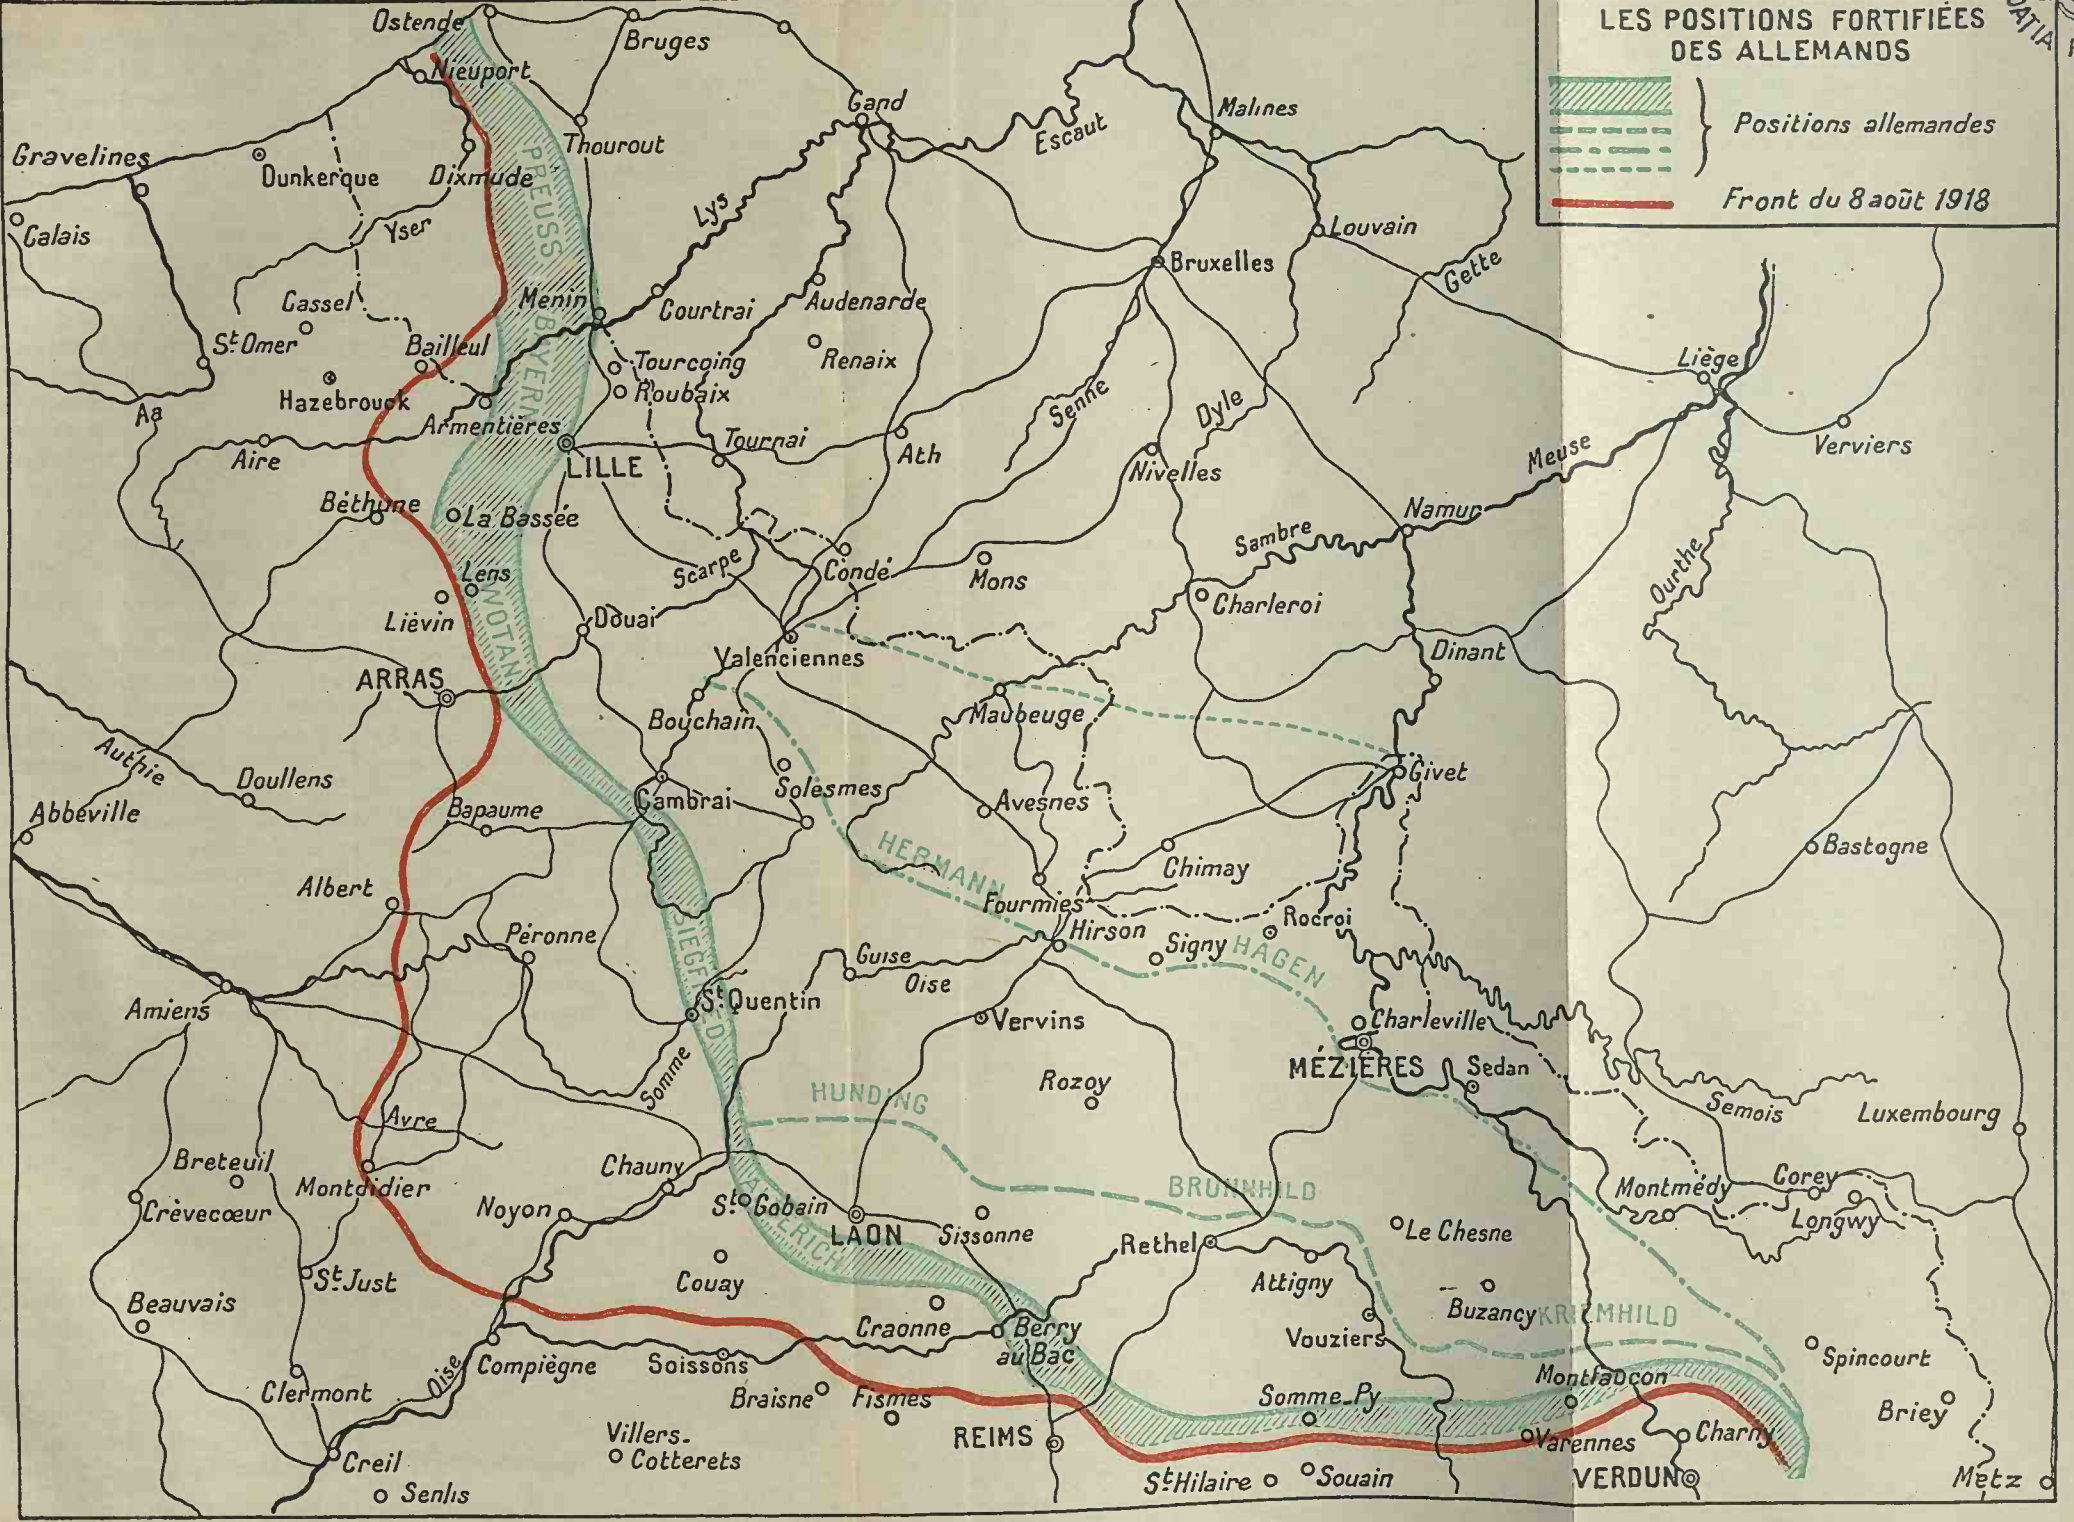 LES POSITIONS FORTIFIÉES
DES ALLEMANDS
Positions allemandes
Front du 8 août 1918
Ostende
Bruges
Nieuport
Gand
Malines
Escaut
Thourout
Gravelines
Dunkerque
Dixmude
PREUSS
Yser
Lys
Calais
Louvain
Bruxelles
Gette
Cassel
Menin
Courtrai
Audenarde
St. Omer
Bailleul
BAYERN
Tourcoing
Renaix
Liège
Hazebrouck
Roubaix
Aa
Armentières
Senne
Dyle
Aire
LILLE
Tournai
Ath
Nivelles
Meuse
Verviers
Béthune
La Bassée
Namur
Sambre
Scarpe
Condé
Mons
Ourthe
Lens
WOTAN
Liévin
Douai
Charleroi
Valenciennes
Dinant
ARRAS
Bouchain
Maubeuge
Authie
Doullens
Solesmes
Givet
Abbéville
Bapaume
Cambrai
Avesnes
HERMANN
Chimay
Bastogne
Albert
Fourmies
Rocroi
SIEGFRIED
Hirson
Signy
HAGEN
Péronne
Guise
Oise
Amiens
St. Quentin
Vervins
Charleville
MÉZIÈRES
Sedan
Somme
Rozoy
HUNDING
Semois
Luxembourg
Avre
Breteuil
Montdidier
Chauny
BRUNNHILD
Montmédy
Corey
Crèvecœur
Noyon
St. Gobain
ALBERICH
LAON
Sissonne
Le Chesne
Longwy
Rethel
St. Just
Couay
Attigny
Beauvais
Buzancy
KRIEMHILD
Craonne
Berry
au Bac
Vouziers
Spincourt
Oise
Compiègne
Soissons
Montfaucon
Clermont
Braisne
Fismes
Somme-Py
Briey
Villers-
Cotterets
REIMS
Varennes
Charny
Creil
Senlis
St. Hilaire
Souain
VERDUN
Metz